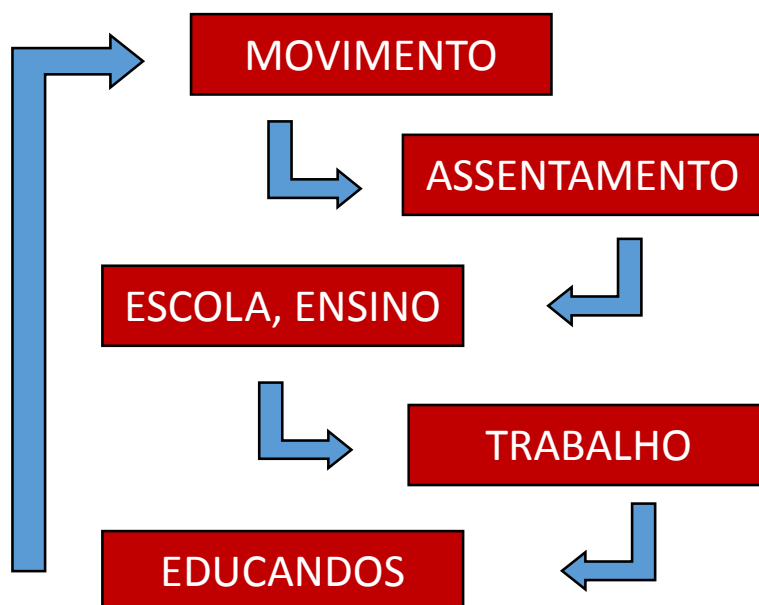 MOVIMENTO
ASSENTAMENTO
ESCOLA, ENSINO
TRABALHO
EDUCANDOS